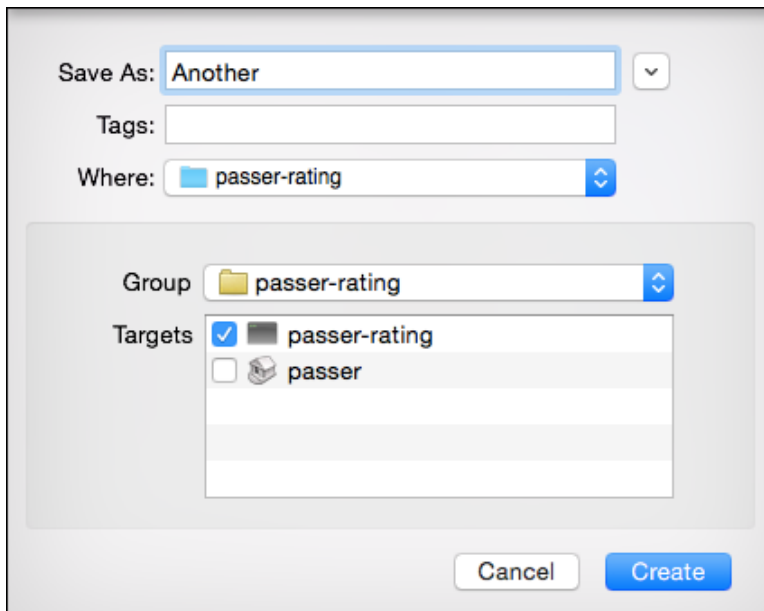 Save As: Another
Tags:
Where: passer-rating
Group passer-rating
Targets passer-rating
passer
Cancel Create